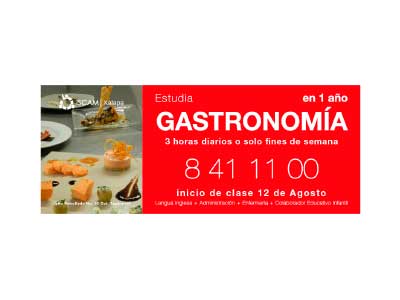 SCAM | Xalapa
Estudia
en 1 año
GASTRONOMÍA
3 horas diarios o solo fines de semana
8 41 11 00
inicio de clase 12 de Agosto
Lengua Inglesa + Administración + Enfermería + Colaborador Educativo Infantil